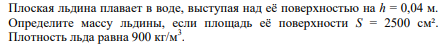 Плоская льдина плавает в воде, выступая над её поверхностью на h = 0,04 м.
Определите массу льдины, если площадь её поверхности S = 2500 см².
Плотность льда равна 900 кг/м³.